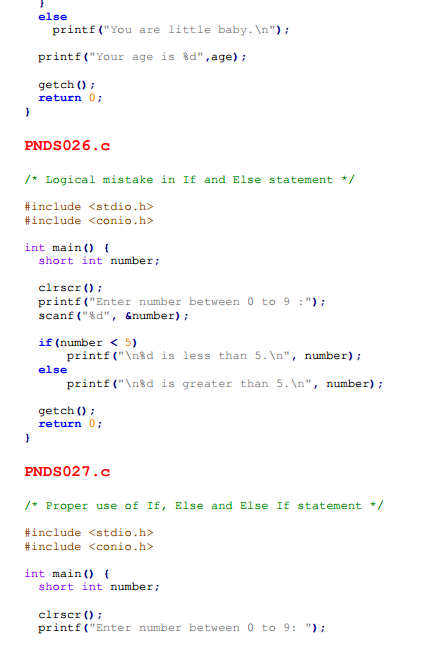 }
else
printf("You are little baby.\n");
printf("Your age is %d",age);
getch();
return 0;
}
PNDS026.c
/* Logical mistake in If and Else statement */
#include <stdio.h>
#include <conio.h>
int main() {
short int number;
clrscr();
printf("Enter number between 0 to 9 :");
scanf("%d", &number);
if(number < 5)
printf("\n%d is less than 5.\n", number);
else
printf("\n%d is greater than 5.\n", number);
getch();
return 0;
}
PNDS027.c
/* Proper use of If, Else and Else If statement */
#include <stdio.h>
#include <conio.h>
int main() {
short int number;
clrscr();
printf("Enter number between 0 to 9: ");